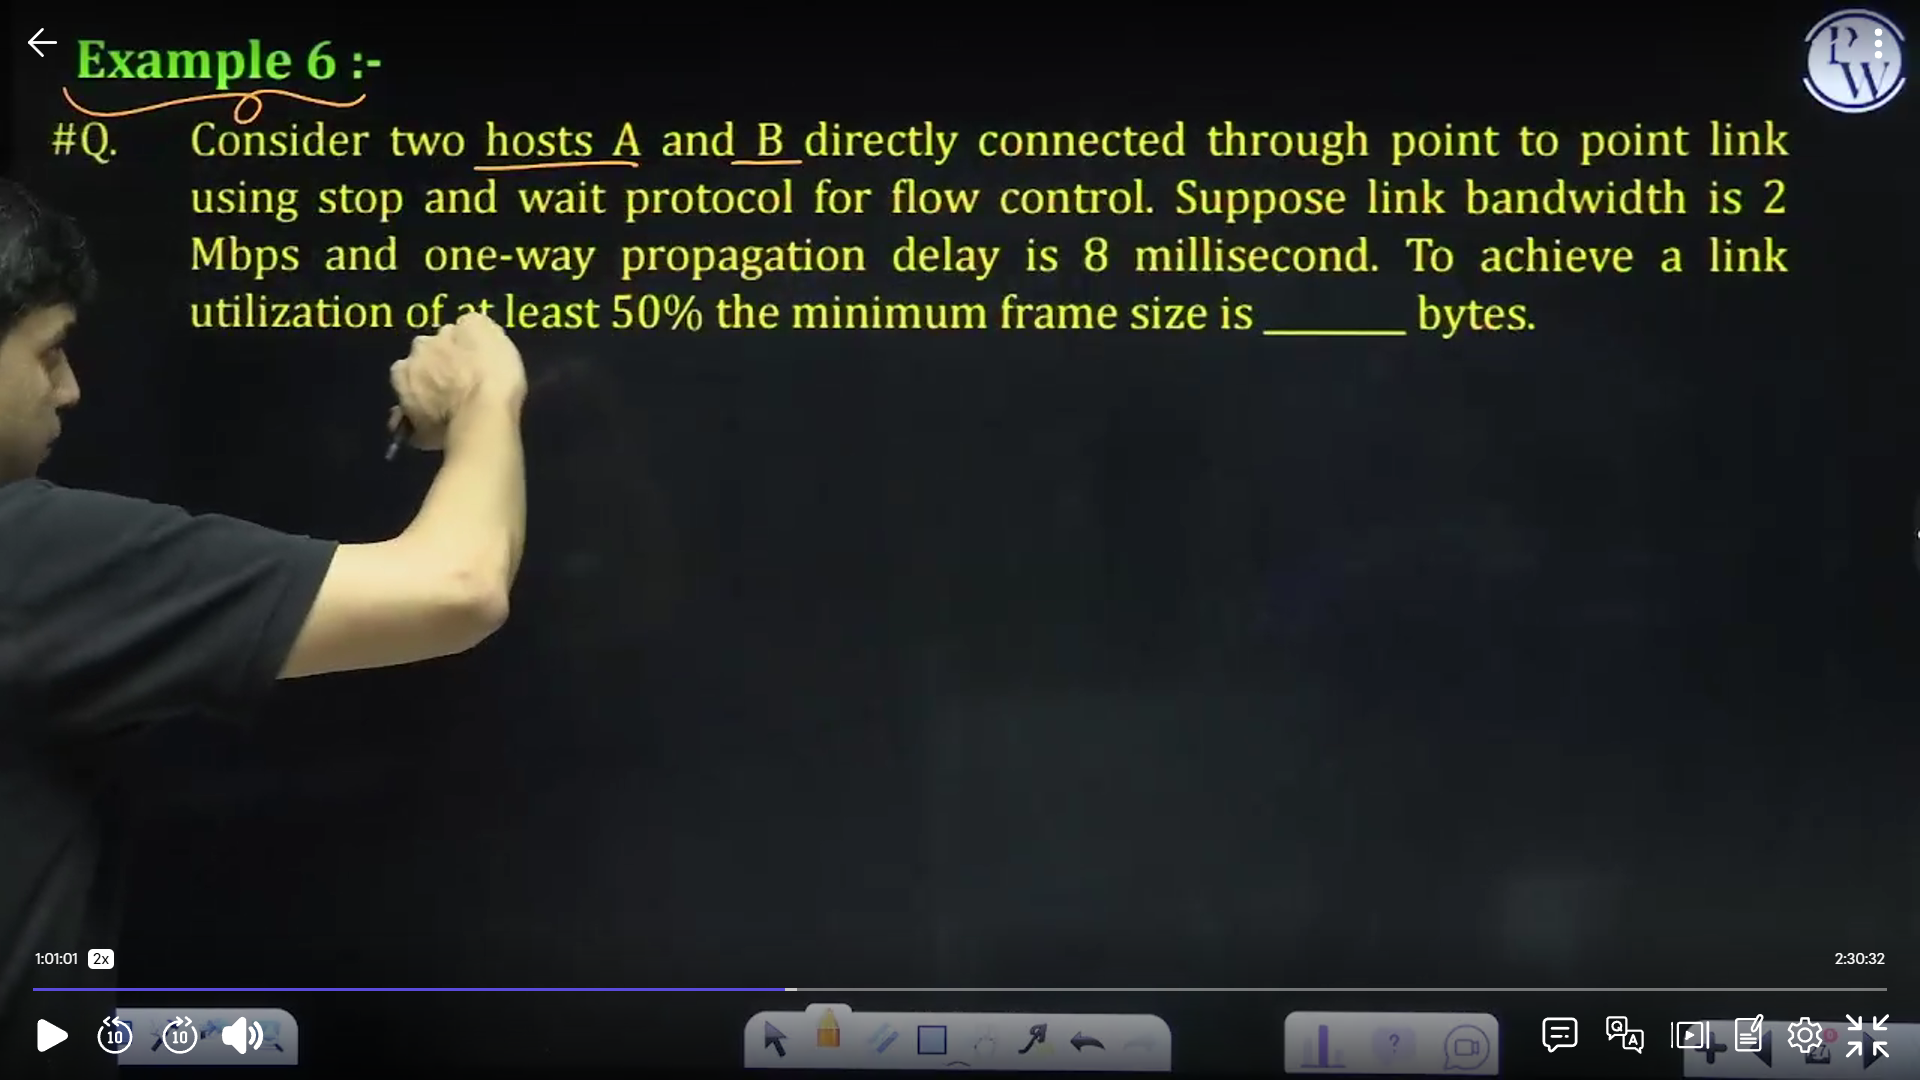 Example 6 :-
#Q. Consider two hosts A and B directly connected through point to point link
using stop and wait protocol for flow control. Suppose link bandwidth is 2
Mbps and one-way propagation delay is 8 millisecond. To achieve a link
utilization of at least 50% the minimum frame size is _______ bytes.
PW
1:01:01 2x
2:30:32
10 10